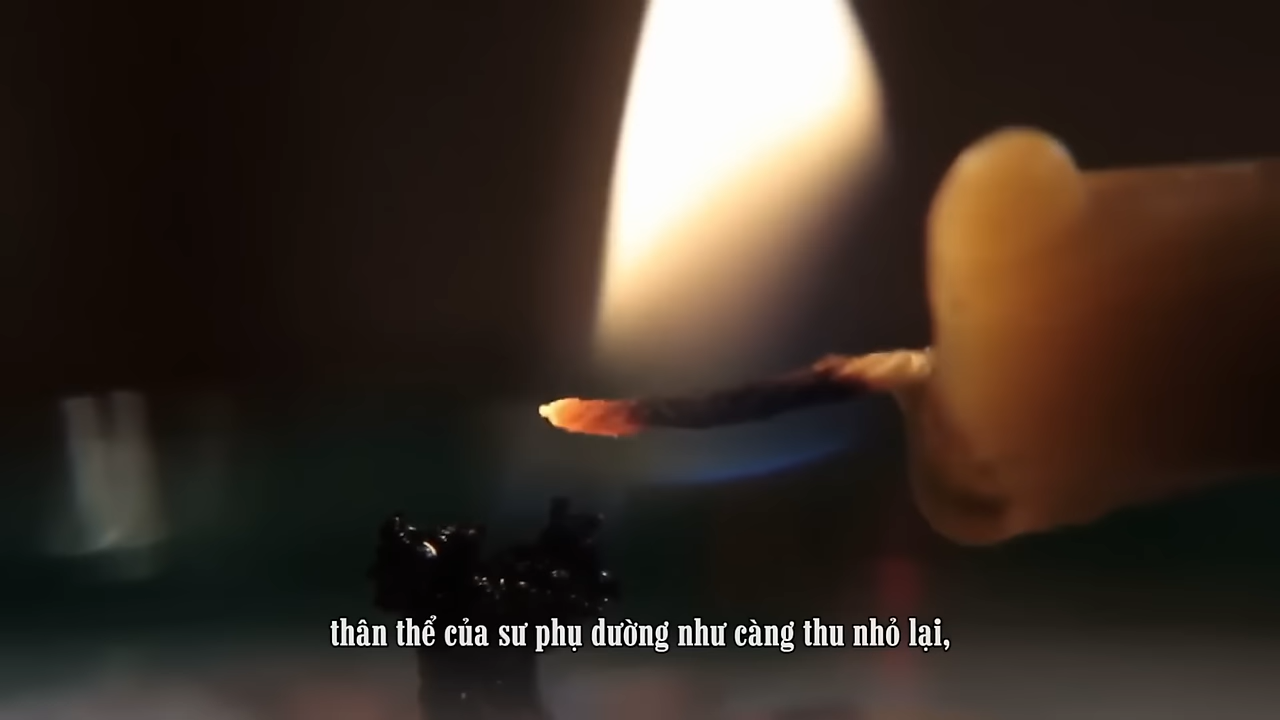 thân thể của sư phụ dường như càng thu nhỏ lại,